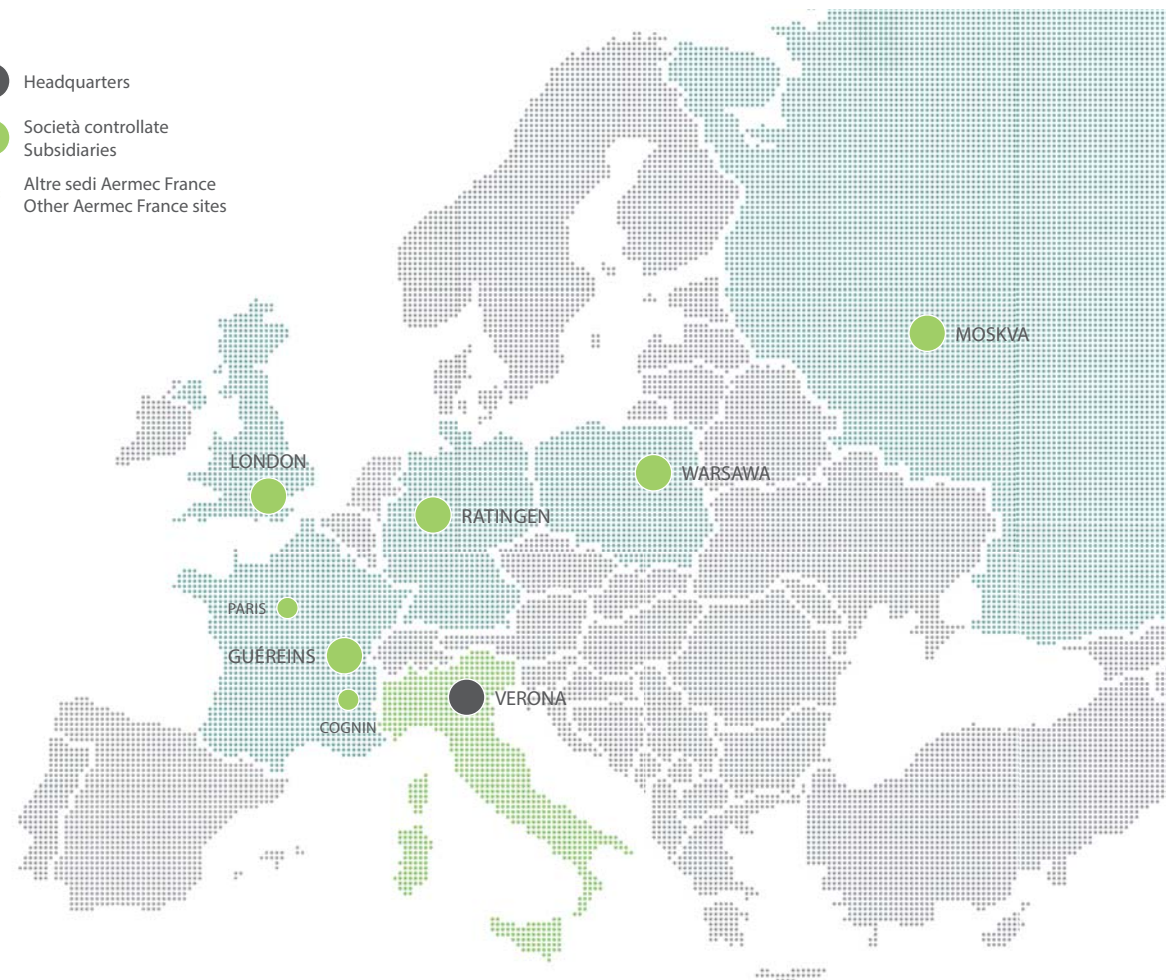 Headquarters
Società controllate
Subsidiaries
Altre sedi Aermec France
Other Aermec France sites
MOSKVA
LONDON
WARSAWA
RATINGEN
PARIS
GUÉREINS
VERONA
COGNIN